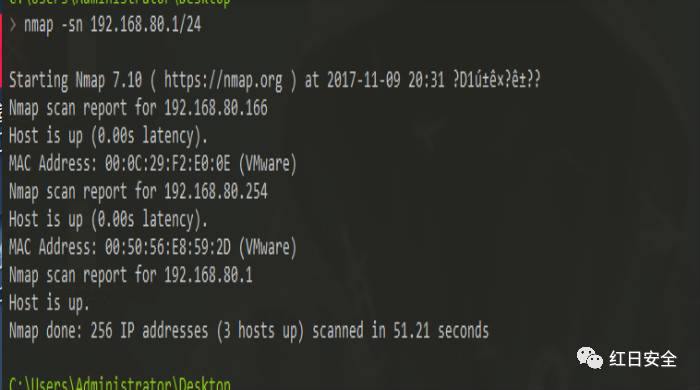 C:\Users\Administrator\Desktop
> nmap -sn 192.168.80.1/24
Starting Nmap 7.10 ( https://nmap.org ) at 2017-11-09 20:31 ?D1ú±ê×?ê±??
Nmap scan report for 192.168.80.166
Host is up (0.00s latency).
MAC Address: 00:0C:29:F2:E0:0E (VMware)
Nmap scan report for 192.168.80.254
Host is up (0.00s latency).
MAC Address: 00:50:56:E8:59:2D (VMware)
Nmap scan report for 192.168.80.1
Host is up.
Nmap done: 256 IP addresses (3 hosts up) scanned in 51.21 seconds
红日安全
C:\Users\Administrator\Desktop